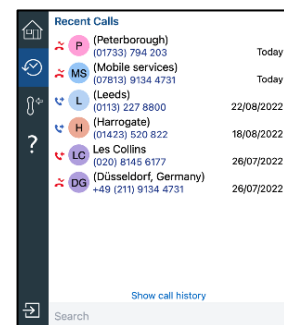 Recent Calls
P
(Peterborough)
(01733) 794 203
Today
MS
(Mobile services)
(07813) 9134 4731
Today
L
(Leeds)
(0113) 227 8800
22/08/2022
H
(Harrogate)
(01423) 520 822
18/08/2022
LC
Les Collins
(020) 8145 6177
26/07/2022
DG
(Düsseldorf, Germany)
+49 (211) 9134 4731
26/07/2022
?
Show call history
Search